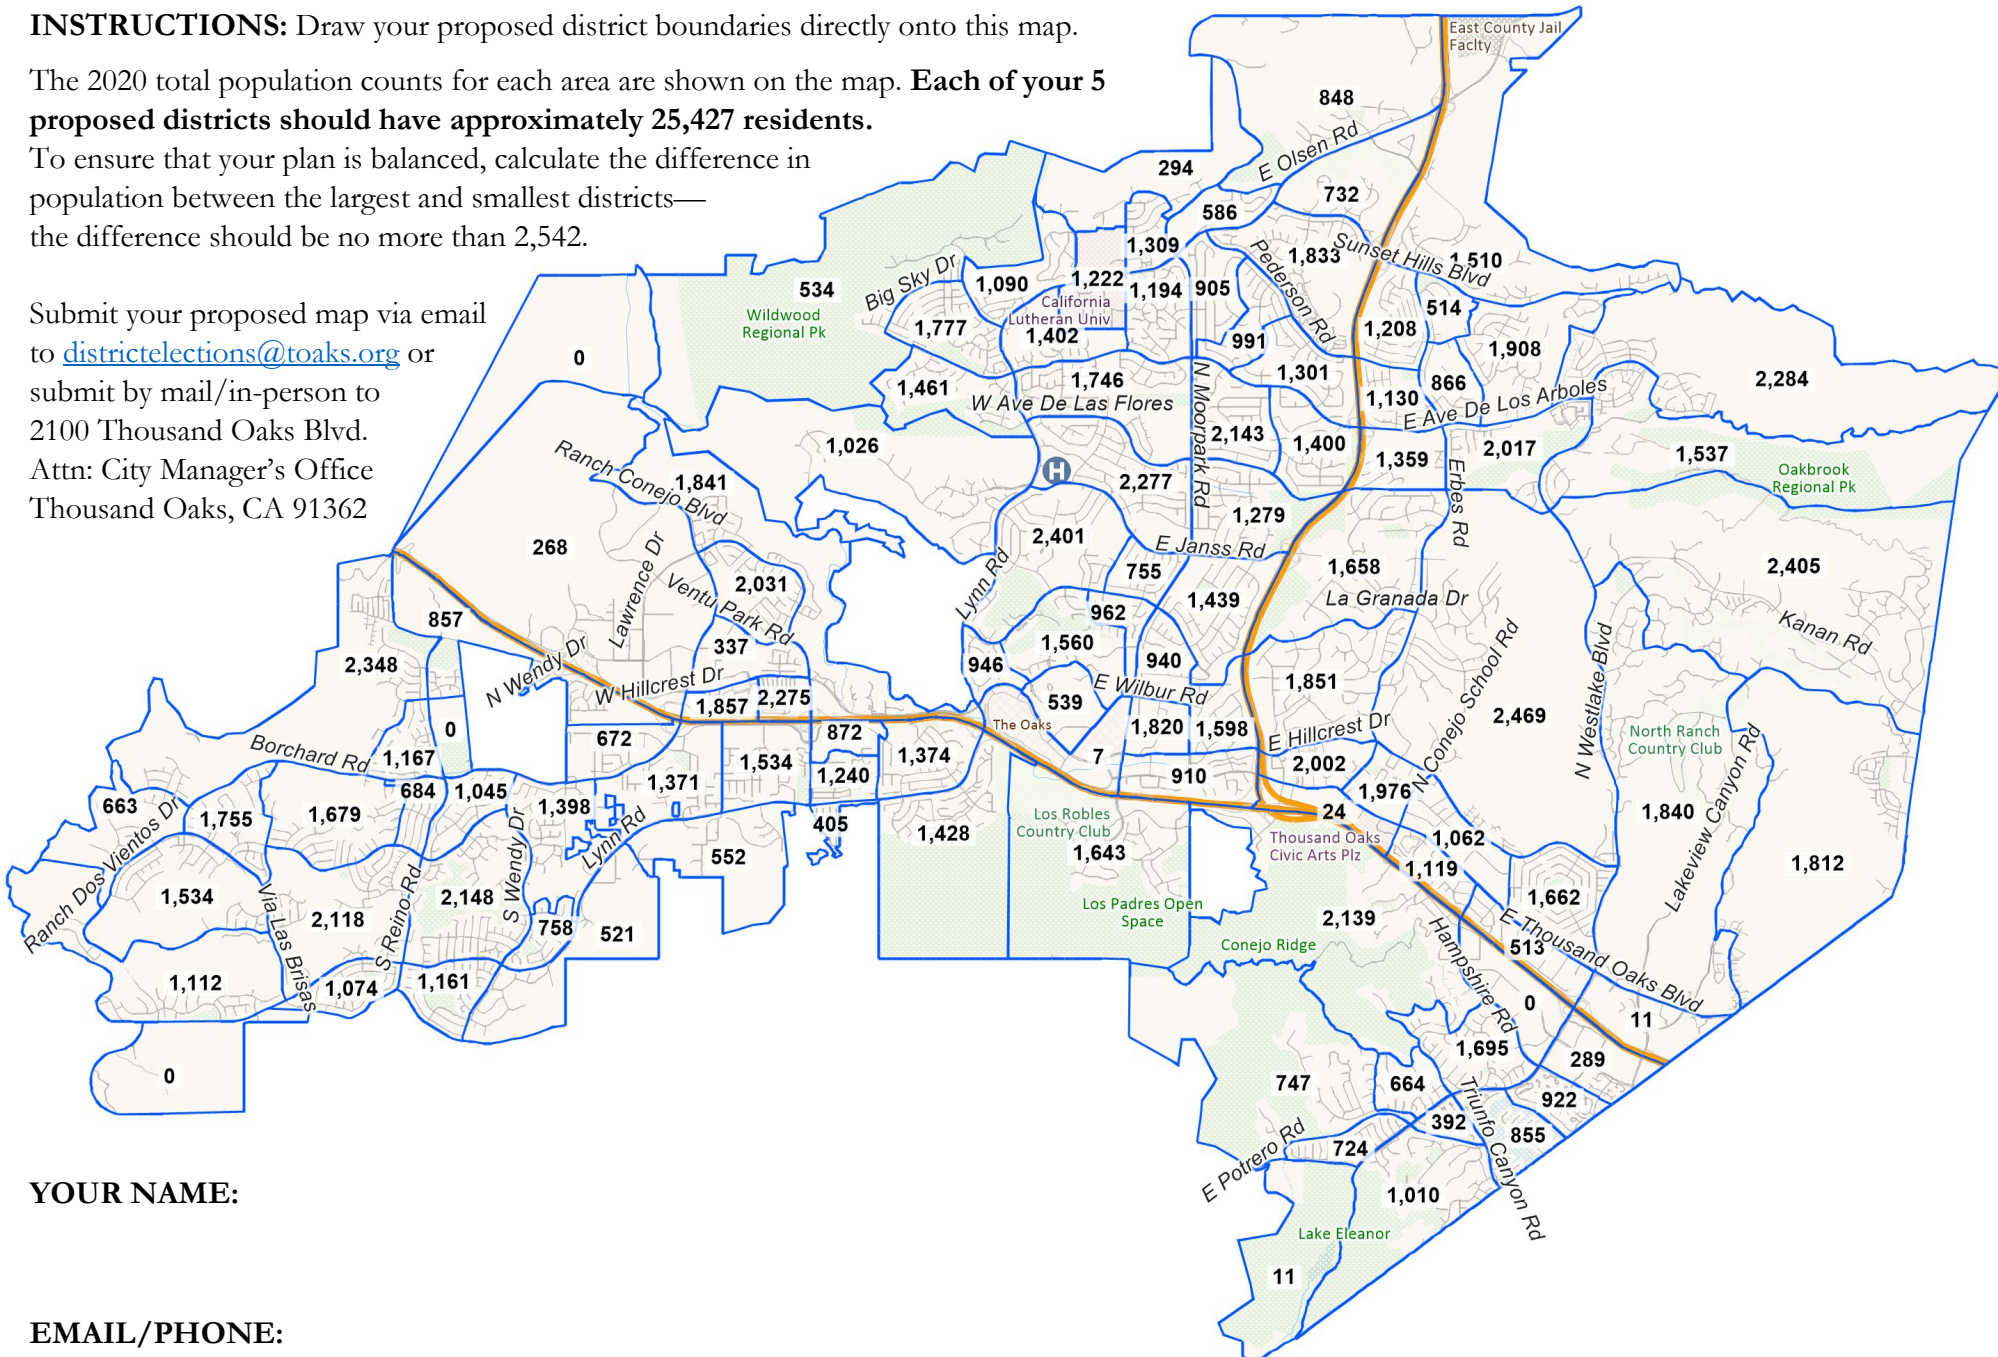 INSTRUCTIONS: Draw your proposed district boundaries directly onto this map.
The 2020 total population counts for each area are shown on the map. Each of your 5
proposed districts should have approximately 25,427 residents.
To ensure that your plan is balanced, calculate the difference in
population between the largest and smallest districts—
the difference should be no more than 2,542.
Submit your proposed map via email
to districtelections@toaks.org or
submit by mail/in-person to
2100 Thousand Oaks Blvd.
Attn: City Manager's Office
Thousand Oaks, CA 91362
East County Jail
Faclty
848
E Olsen Rd
294
732
586
1,309
1,833
Sunset Hills Blvd
1,510
Pederson Rd
534
Big Sky Dr
1,090
1,222
1,194
905
Wildwood
Regional Pk
California
Lutheran Univ
514
1,777
1,402
991
1,208
1,908
0
1,461
1,746
1,301
866
2,284
W Ave De Las Flores
N Moorpark Rd
1,130
E Ave De Los Arboles
1,026
2,143
1,400
1,359
2,017
1,537
Oakbrook
Regional Pk
Ranch Conejo Blvd
1,841
H
2,277
Erbes Rd
268
1,279
2,401
E Janss Rd
Lawrence Dr
2,031
755
1,658
2,405
Ventu Park Rd
Lynn Rd
962
1,439
La Granada Dr
857
337
1,560
Kanan Rd
2,348
N Wendy Dr
946
940
N Conejo School Rd
N Westlake Blvd
W Hillcrest Dr
1,857
2,275
539
E Wilbur Rd
1,851
2,469
The Oaks
0
672
872
1,820
1,598
E Hillcrest Dr
North Ranch
Country Club
Borchard Rd
1,167
1,534
1,374
7
2,002
Lakeview Canyon Rd
1,371
1,240
910
684
1,045
1,976
663
1,755
1,679
1,398
Lynn Rd
405
1,428
Los Robles
Country Club
24
1,840
Thousand Oaks
Civic Arts Plz
1,062
552
1,643
1,119
1,812
Ranch Dos Vientos Dr
1,534
Via Las Brisas
2,118
S Reino Rd
2,148
S Wendy Dr
758
521
Los Padres Open
Space
2,139
1,662
Conejo Ridge
Hampshire Rd
513
E Thousand Oaks Blvd
1,112
1,074
1,161
0
11
1,695
289
0
747
664
922
Triunfo Canyon Rd
392
855
724
E Potrero Rd
1,010
YOUR NAME:
Lake Eleanor
11
EMAIL/PHONE: